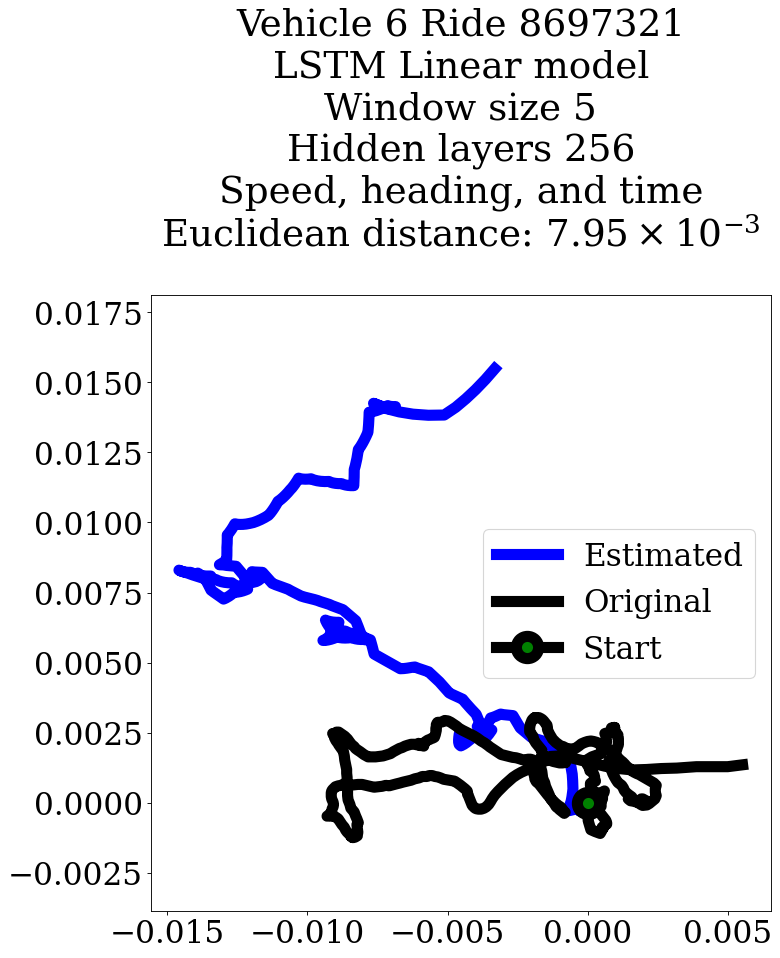 Vehicle 6 Ride 8697321
LSTM Linear model
Window size 5
Hidden layers 256
Speed, heading, and time
Euclidean distance: 7.95 × 10⁻³
0.0175
0.0150
0.0125
0.0100
0.0075
0.0050
0.0025
0.0000
−0.0025
Estimated
Original
Start
−0.015 −0.010 −0.005 0.000 0.005